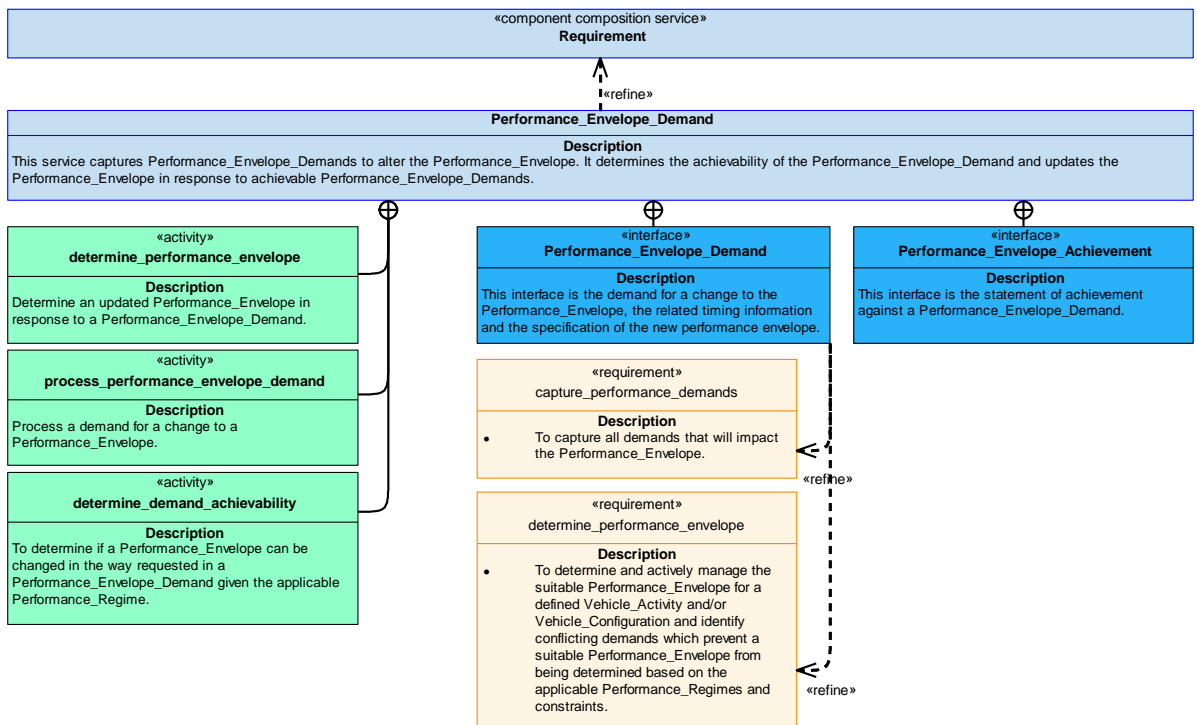 «component composition service»
Requirement
«refine»
Performance_Envelope_Demand
Description
This service captures Performance_Envelope_Demands to alter the Performance_Envelope. It determines the achievability of the Performance_Envelope_Demand and updates the
Performance_Envelope in response to achievable Performance_Envelope_Demands.
«activity»
determine_performance_envelope
Description
Determine an updated Performance_Envelope in
response to a Performance_Envelope_Demand.
«activity»
process_performance_envelope_demand
Description
Process a demand for a change to a
Performance_Envelope.
«activity»
determine_demand_achievability
Description
To determine if a Performance_Envelope can be
changed in the way requested in a
Performance_Envelope_Demand given the applicable
Performance_Regime.
«interface»
Performance_Envelope_Demand
Description
This interface is the demand for a change to the
Performance_Envelope, the related timing information
and the specification of the new performance envelope.
«interface»
Performance_Envelope_Achievement
Description
This interface is the statement of achievement
against a Performance_Envelope_Demand.
«requirement»
capture_performance_demands
Description
• To capture all demands that will impact
the Performance_Envelope.
«refine»
«requirement»
determine_performance_envelope
Description
• To determine and actively manage the
suitable Performance_Envelope for a
defined Vehicle_Activity and/or
Vehicle_Configuration and identify
conflicting demands which prevent a
suitable Performance_Envelope from
being determined based on the
applicable Performance_Regimes and
constraints.
«refine»